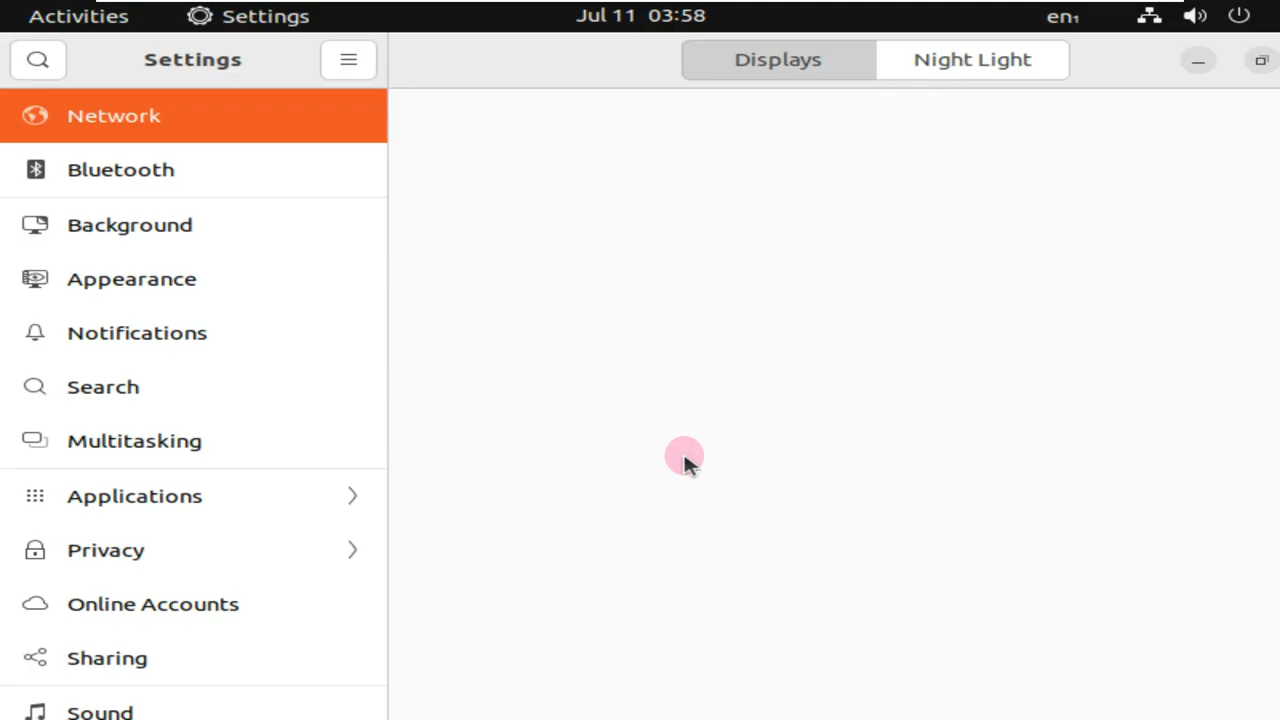 Activities Settings Jul 11 03:58 en₁
Settings Displays Night Light
Network
Bluetooth
Background
Appearance
Notifications
Search
Multitasking
Applications
Privacy
Online Accounts
Sharing
Sound